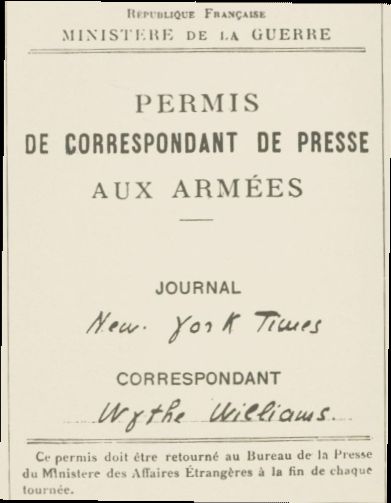 RÉPUBLIQUE FRANÇAISE
MINISTERE DE LA GUERRE
PERMIS
DE CORRESPONDANT DE PRESSE
AUX ARMÉES
JOURNAL
New. York Times
CORRESPONDANT
Wythe Williams.
Ce permis doit être retourné au Bureau de la Presse
du Ministere des Affaires Étrangères à la fin de chaque
tournée.